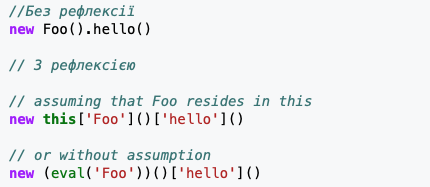 //Без рефлексії
new Foo().hello()
// З рефлексією
// assuming that Foo resides in this
new this['Foo']()['hello']()
// or without assumption
new (eval('Foo'))()['hello']()